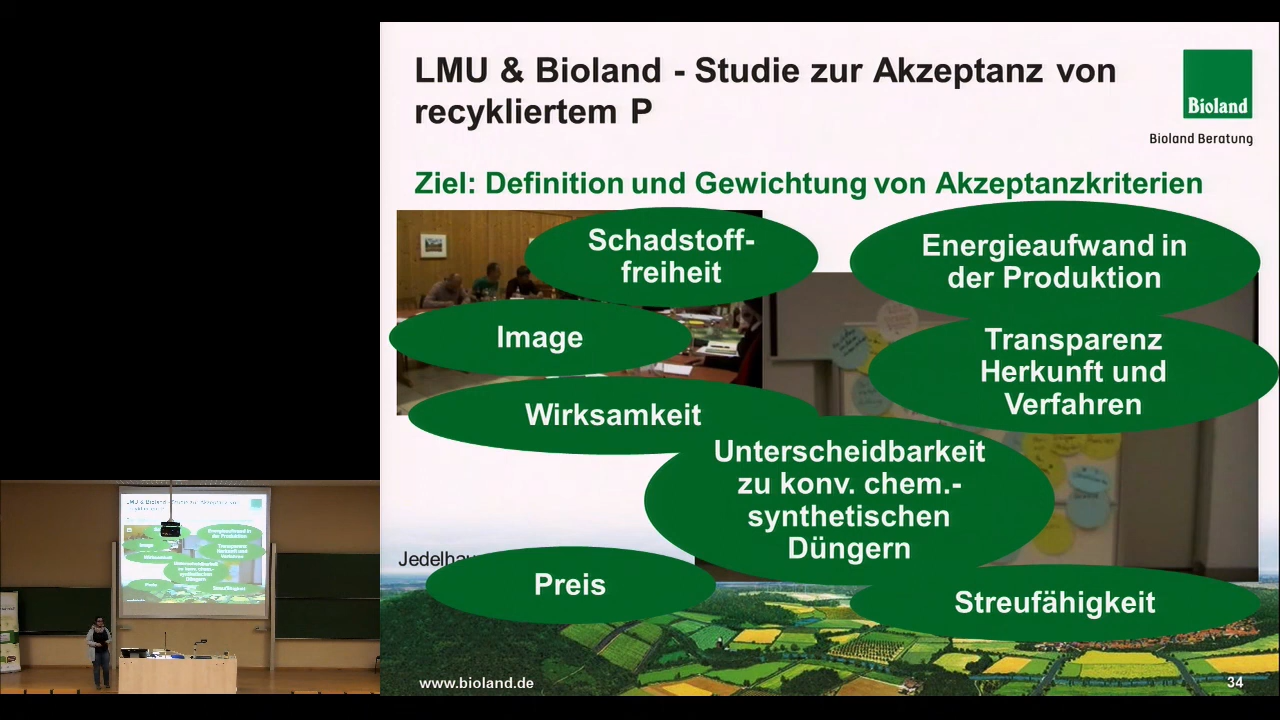 LMU & Bioland - Studie zur Akzeptanz von
recykliertem P
Bioland
Bioland Beratung
Ziel: Definition und Gewichtung von Akzeptanzkriterien
Schadstoff-
freiheit
Energieaufwand in
der Produktion
Image
Transparenz
Herkunft und
Verfahren
Wirksamkeit
Unterscheidbarkeit
zu konv. chem.-
synthetischen
Düngern
Preis
Streufähigkeit
www.bioland.de
34